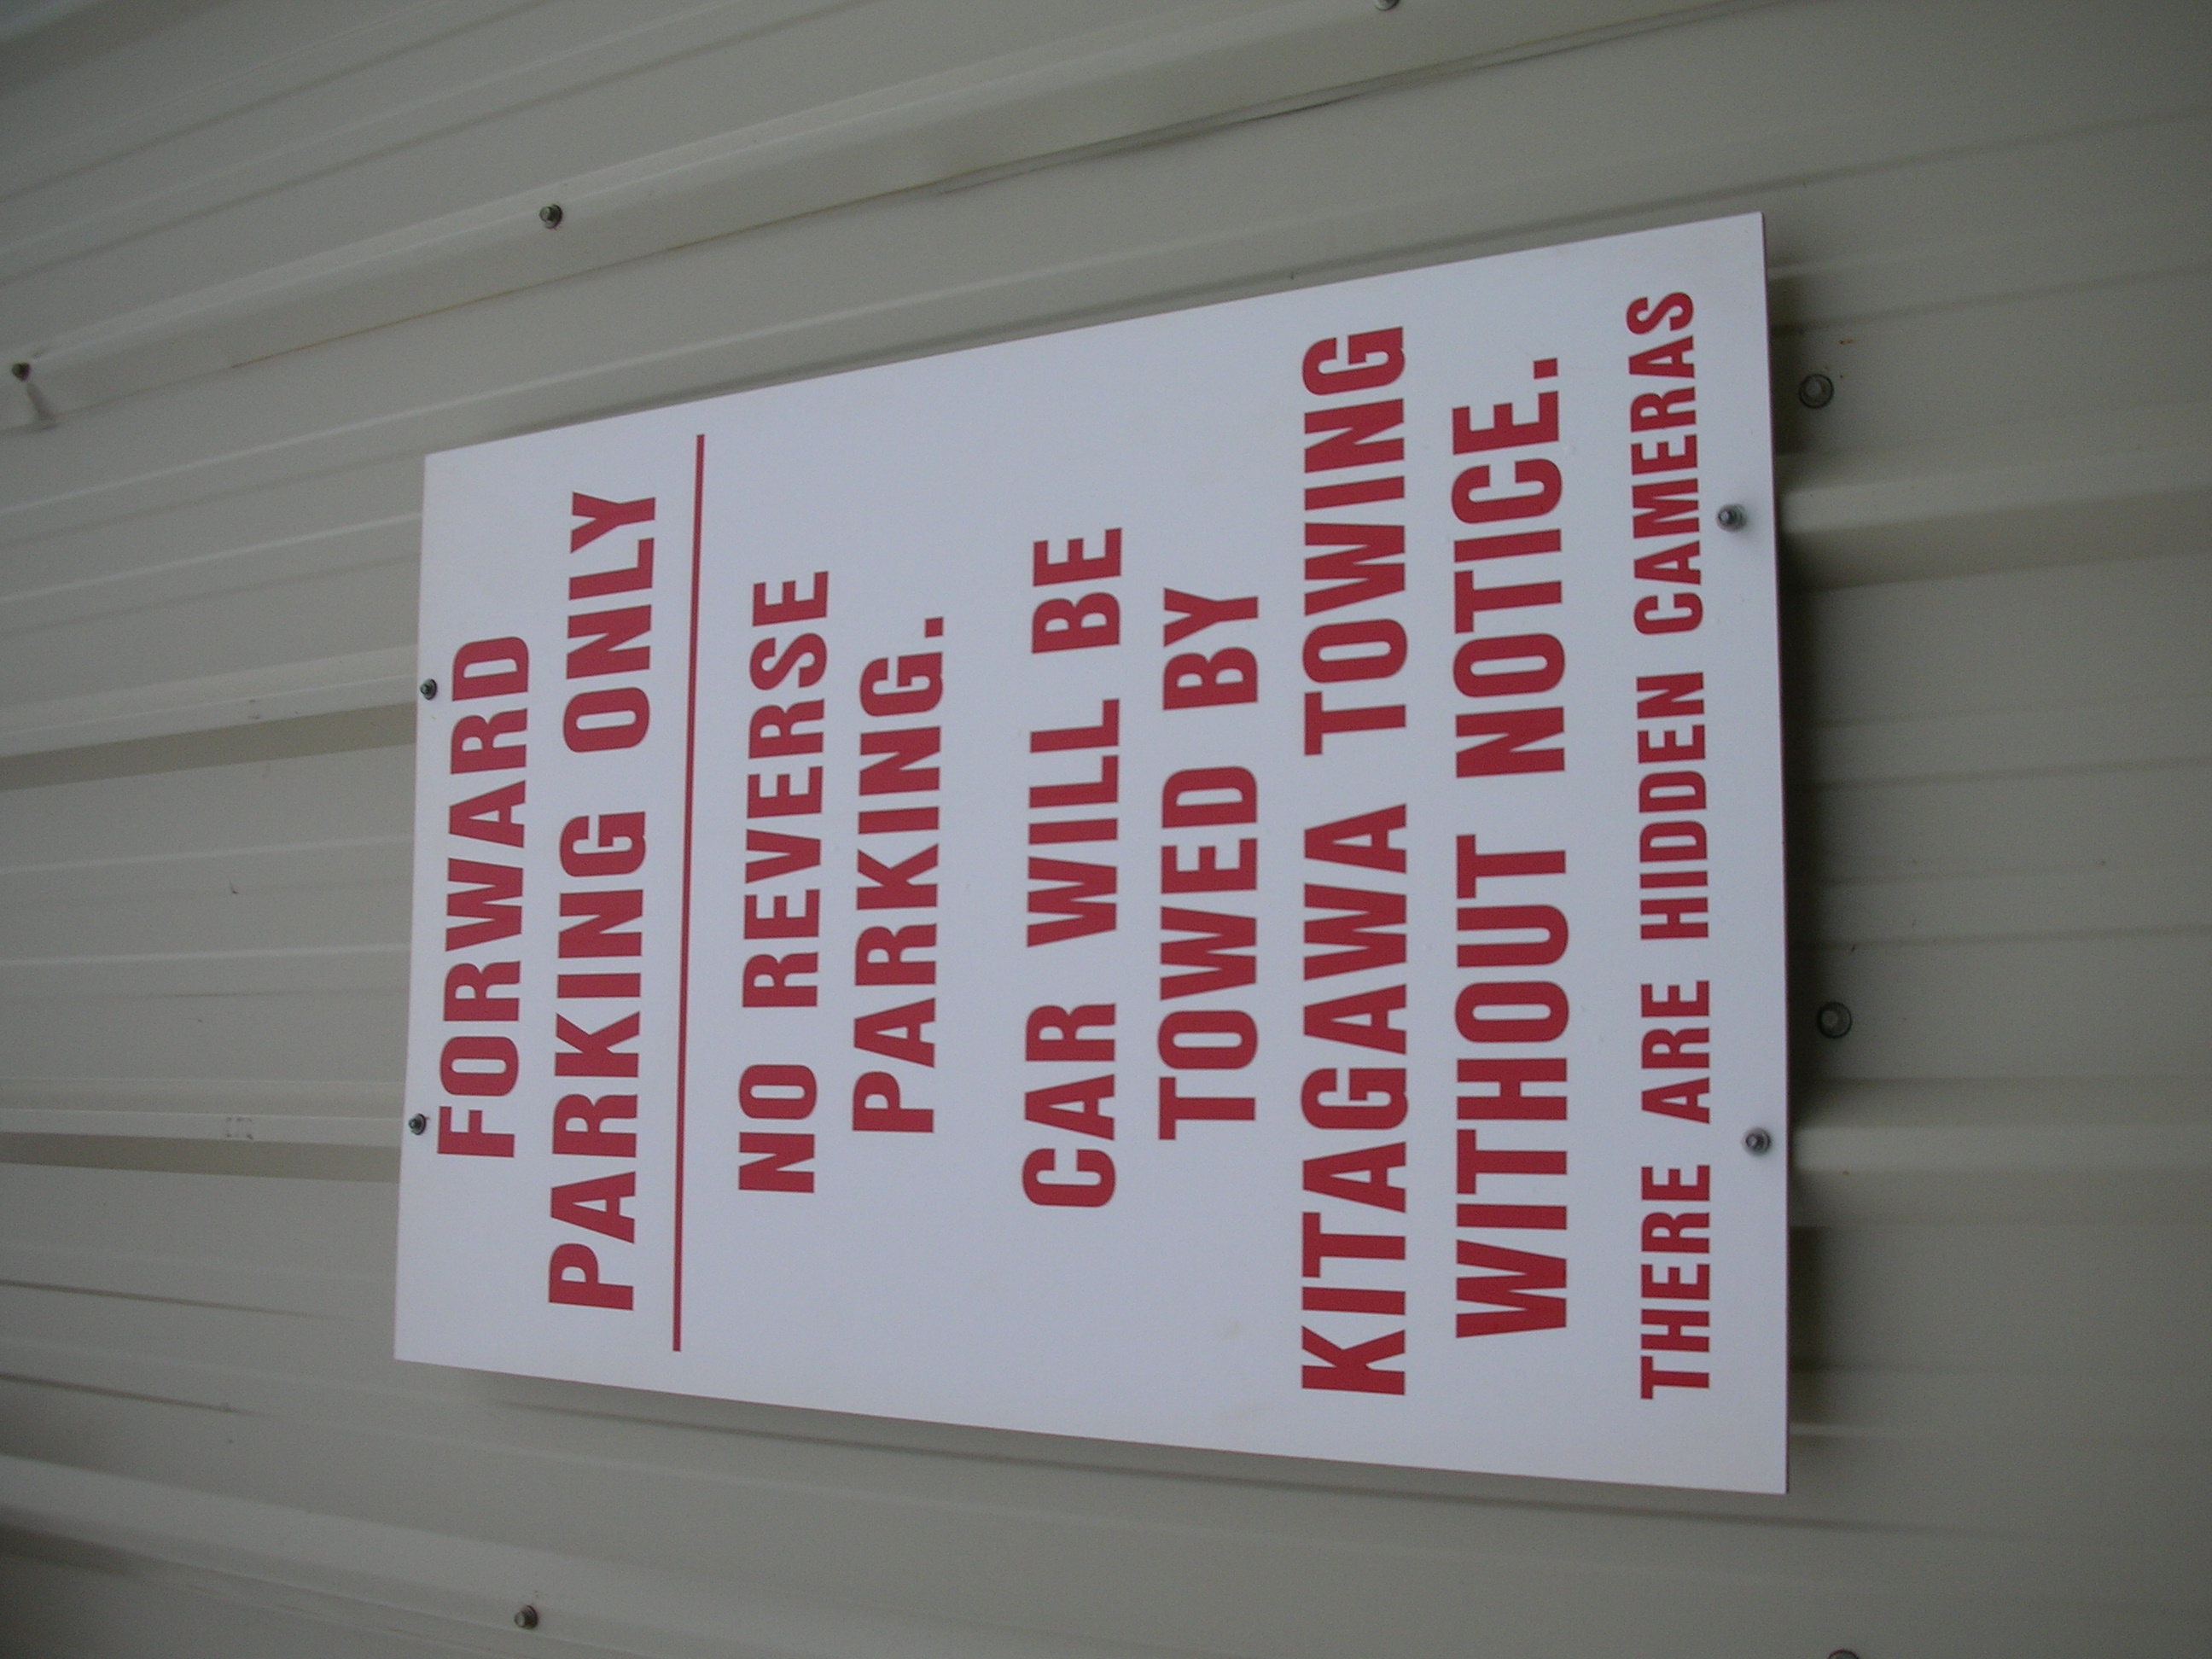 FORWARD
PARKING ONLY
NO REVERSE
PARKING.
CAR WILL BE
TOWED BY
KITAGAWA TOWING
WITHOUT NOTICE.
THERE ARE HIDDEN CAMERAS